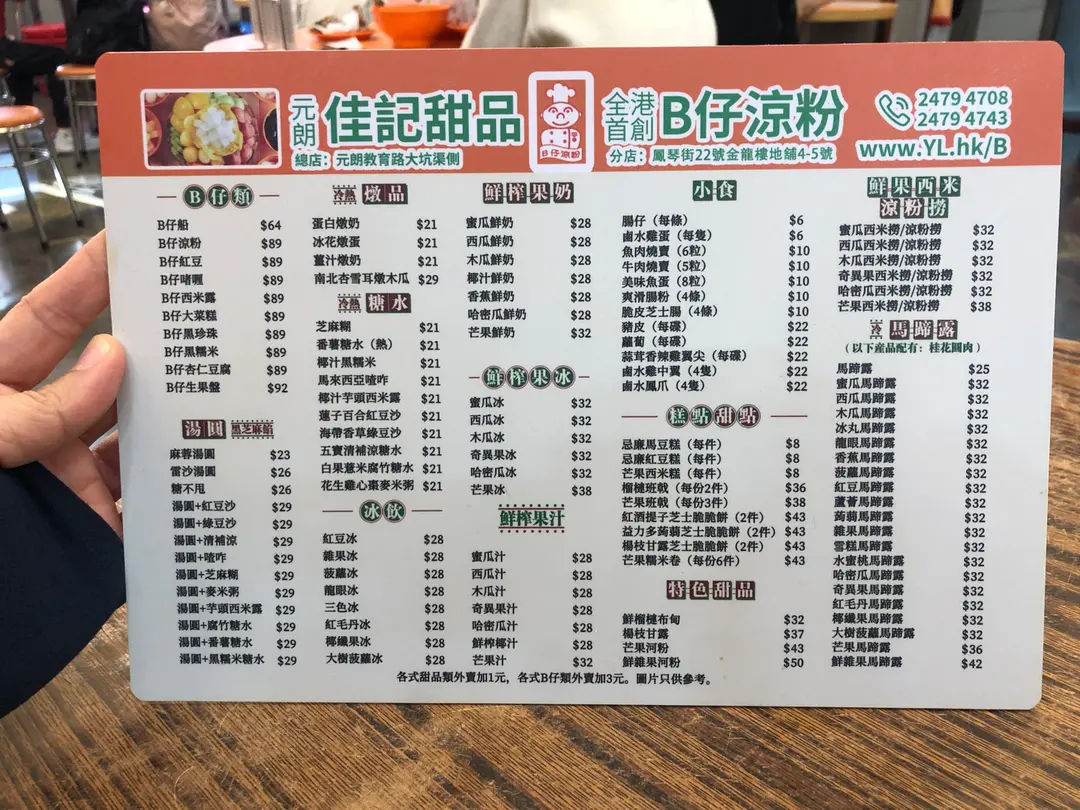 元朗
佳記甜品
總店：元朗教育路大坑渠側
B仔涼粉
全港首創
B仔涼粉
分店：鳳琴街22號金龍樓地舖4-5號
2479 4708
2479 4743
www.YL.hk/B
B仔類
B仔船 $64
B仔涼粉 $89
B仔紅豆 $89
B仔啫喱 $89
B仔西米露 $89
B仔大菜糕 $89
B仔黑珍珠 $89
B仔黑糯米 $89
B仔杏仁豆腐 $89
B仔生果盤 $92
湯圓 黑芝麻餡
麻蓉湯圓 $23
雷沙湯圓 $26
糖不甩 $26
湯圓+紅豆沙 $29
湯圓+綠豆沙 $29
湯圓+清補涼 $29
湯圓+喳咋 $29
湯圓+芝麻糊 $29
湯圓+麥米粥 $29
湯圓+芋頭西米露 $29
湯圓+腐竹糖水 $29
湯圓+番薯糖水 $29
湯圓+黑糯米糖水 $29
冷熱 燉品
蛋白燉奶 $21
冰花燉蛋 $21
薑汁燉奶 $21
南北杏雪耳燉木瓜 $29
冷熱 糖水
芝麻糊 $21
番薯糖水（熱） $21
椰汁黑糯米 $21
馬來西亞喳咋 $21
椰汁芋頭西米露 $21
蓮子百合紅豆沙 $21
海帶香草綠豆沙 $21
五寶清補涼糖水 $21
白果薏米腐竹糖水 $21
花生雞心棗麥米粥 $21
冰飲
紅豆冰 $28
雜果冰 $28
菠蘿冰 $28
龍眼冰 $28
三色冰 $28
紅毛丹冰 $28
椰纖果冰 $28
大樹菠蘿冰 $28
鮮榨果奶
蜜瓜鮮奶 $28
西瓜鮮奶 $28
木瓜鮮奶 $28
椰汁鮮奶 $28
香蕉鮮奶 $28
哈密瓜鮮奶 $28
芒果鮮奶 $32
鮮榨果冰
蜜瓜冰 $32
西瓜冰 $32
木瓜冰 $32
奇異果冰 $32
哈密瓜冰 $32
芒果冰 $38
鮮榨果汁
蜜瓜汁 $28
西瓜汁 $28
木瓜汁 $28
奇異果汁 $28
哈密瓜汁 $28
鮮榨椰汁 $28
芒果汁 $32
小食
腸仔（每條） $6
鹵水雞蛋（每隻） $6
魚肉燒賣（6粒） $10
牛肉燒賣（5粒） $10
美味魚蛋（8粒） $10
爽滑腸粉（4條） $10
脆皮芝士腸（4條） $10
豬皮（每碟） $22
蘿蔔（每碟） $22
蒜茸香辣雞翼尖（每碟） $22
鹵水雞中翼（4隻） $22
鹵水鳳爪（4隻） $22
糕點甜點
忌廉馬豆糕（每件） $8
忌廉紅豆糕（每件） $8
芒果西米糕（每件） $8
榴槤班戟（每份2件） $36
芒果班戟（每份3件） $38
紅酒提子芝士脆脆餅（2件） $43
益力多蒟蒻芝士脆脆餅（2件） $43
楊枝甘露芝士脆脆餅（2件） $43
芒果糯米卷（每份6件） $43
特色甜品
鮮榴槤布甸 $32
楊枝甘露 $37
芒果河粉 $43
鮮雜果河粉 $50
鮮果西米
涼粉撈
蜜瓜西米撈/涼粉撈 $32
西瓜西米撈/涼粉撈 $32
木瓜西米撈/涼粉撈 $32
奇異果西米撈/涼粉撈 $32
哈密瓜西米撈/涼粉撈 $32
芒果西米撈/涼粉撈 $38
冷 馬蹄露
（以下產品配有：桂花圓肉）
馬蹄露 $25
蜜瓜馬蹄露 $32
西瓜馬蹄露 $32
木瓜馬蹄露 $32
冰丸馬蹄露 $32
龍眼馬蹄露 $32
香蕉馬蹄露 $32
菠蘿馬蹄露 $32
紅豆馬蹄露 $32
蘆薈馬蹄露 $32
蒟蒻馬蹄露 $32
雜果馬蹄露 $32
雪糕馬蹄露 $32
水蜜桃馬蹄露 $32
哈密瓜馬蹄露 $32
奇異果馬蹄露 $32
紅毛丹馬蹄露 $32
椰纖果馬蹄露 $32
大樹菠蘿馬蹄露 $32
芒果馬蹄露 $36
鮮雜果馬蹄露 $42
各式甜品類外賣加1元，各式B仔類外賣加3元。圖片只供參考。